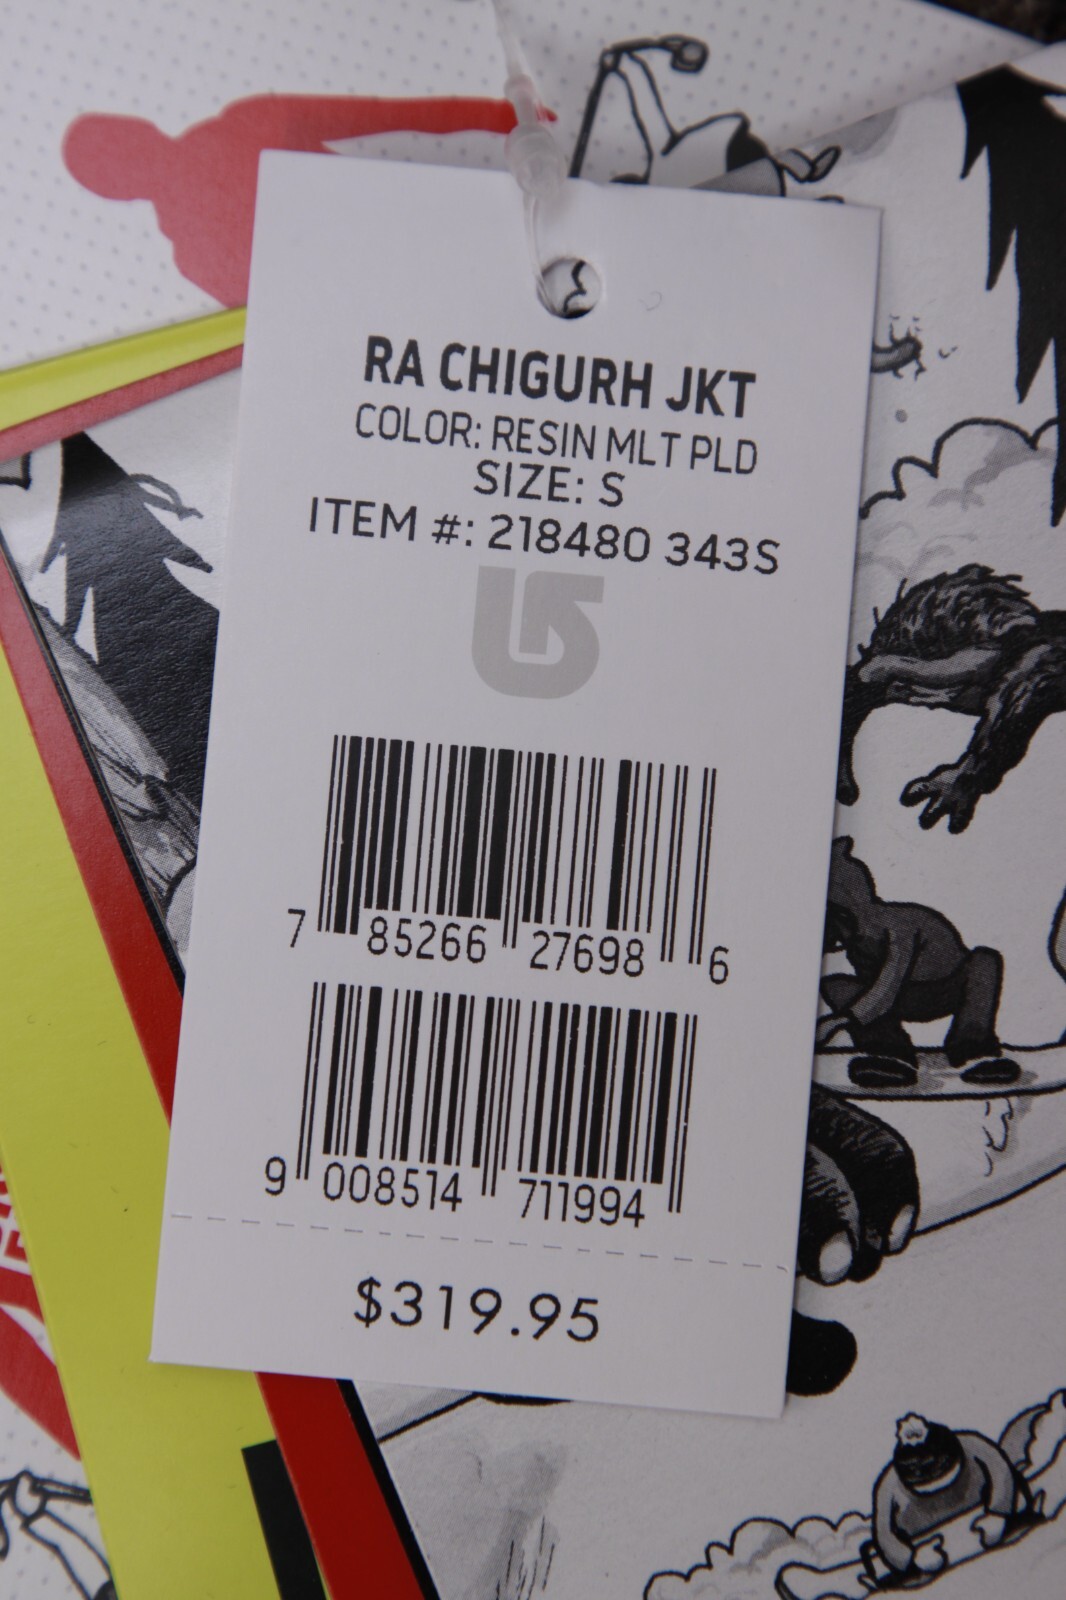 RA CHIGURH JKT
COLOR: RESIN MLT PLD
SIZE: S
ITEM #: 218480 343S
7 85266 27698 6
9 008514 711994
$319.95